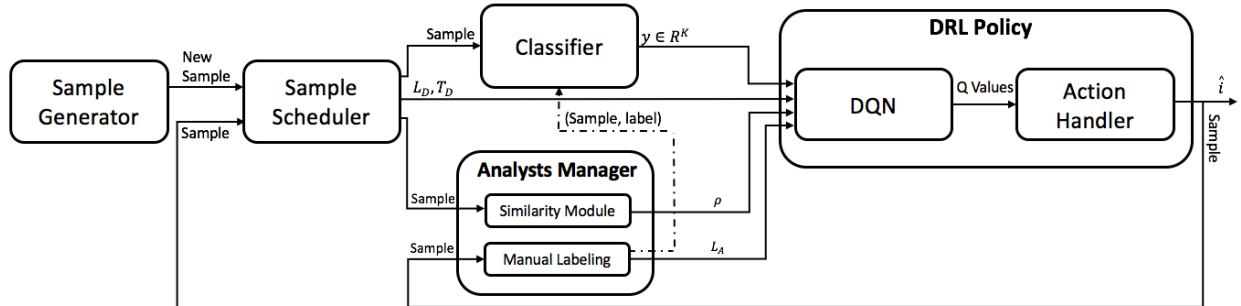 Sample
Generator
New
Sample
Sample
Sample
Scheduler
Sample
Classifier
y ∈ R^K
L_D, T_D
(Sample, label)
Analysts Manager
Sample
Similarity Module
ρ
Sample
Manual Labeling
L_A
DRL Policy
DQN
Q Values
Action
Handler
î
Sample